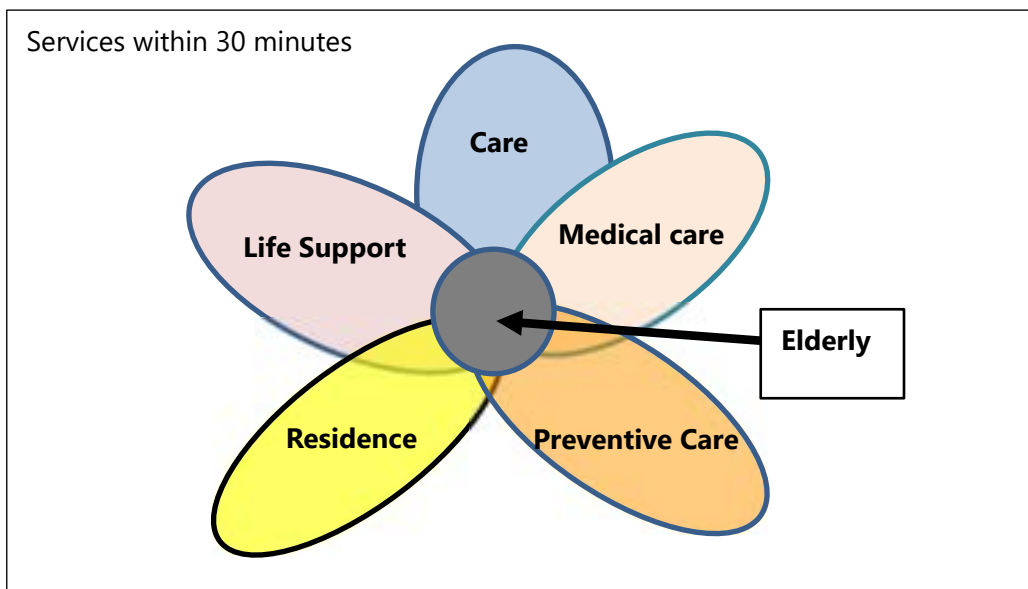 Services within 30 minutes
Care
Medical care
Life Support
Elderly
Residence
Preventive Care